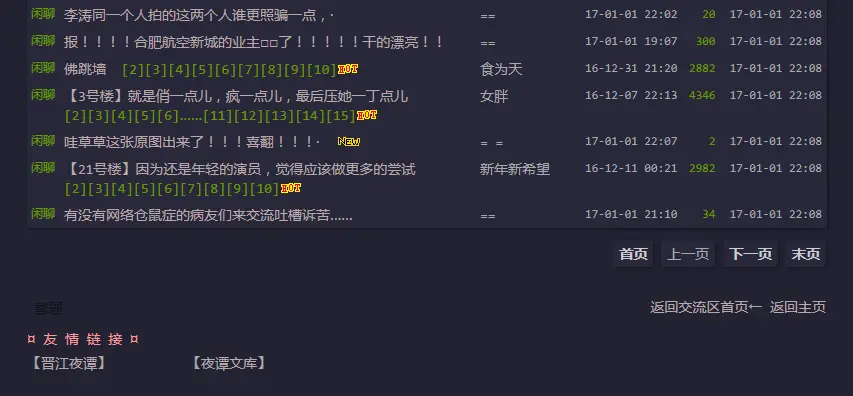 闲聊 李涛同一个人拍的这两个人谁更照骗一点，· == 17-01-01 22:02 20 17-01-01 22:08
闲聊 报！！！！合肥航空新城的业主□□了！！！！！干的漂亮！！ == 17-01-01 19:07 300 17-01-01 22:08
闲聊 佛跳墙 [2][3][4][5][6][7][8][9][10]HOT 食为天 16-12-31 21:20 2882 17-01-01 22:08
闲聊 【3号楼】就是俏一点儿，疯一点儿，最后压她一丁点儿 女胖 16-12-07 22:13 4346 17-01-01 22:08
[2][3][4][5][6]……[11][12][13][14][15]HOT
闲聊 哇草草这张原图出来了！！！喜翻！！！· New = = 17-01-01 22:07 2 17-01-01 22:08
闲聊 【21号楼】因为还是年轻的演员，觉得应该做更多的尝试 新年新希望 16-12-11 00:21 2982 17-01-01 22:08
[2][3][4][5][6][7][8][9][10]HOT
闲聊 有没有网络仓鼠症的病友们来交流吐槽诉苦…… == 17-01-01 21:10 34 17-01-01 22:08
首页 上一页 下一页 末页
管理 返回交流区首页← 返回主页
¤ 友 情 链 接 ¤
【晋江夜谭】 【夜谭文库】